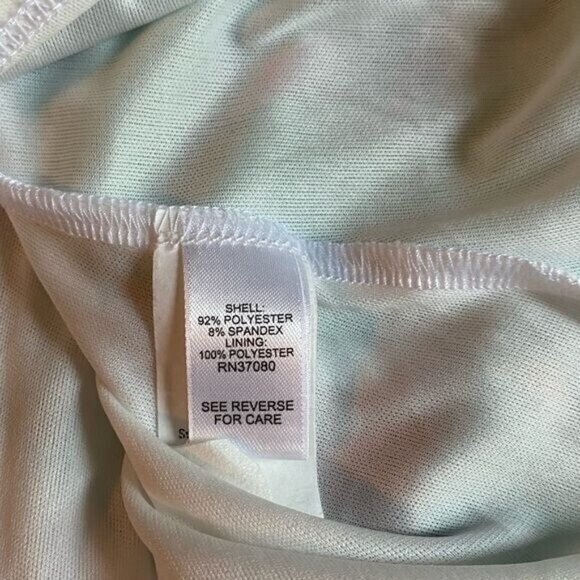 SHELL:
92% POLYESTER
8% SPANDEX
LINING:
100% POLYESTER
RN37080
SEE REVERSE
FOR CARE